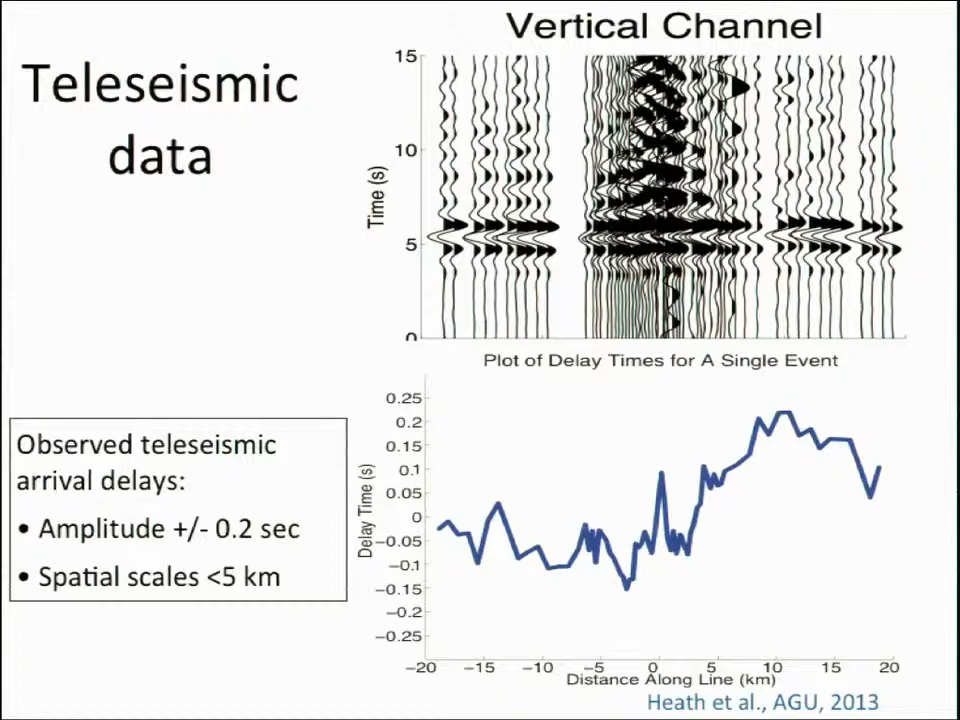 Teleseismic
data
Vertical Channel
15
10
5
0
Time (s)
Plot of Delay Times for A Single Event
0.25
0.2
0.15
0.1
0.05
0
−0.05
−0.1
−0.15
−0.2
−0.25
Delay Time (s)
−20 −15 −10 −5 0 5 10 15 20
Distance Along Line (km)
Observed teleseismic
arrival delays:
• Amplitude +/- 0.2 sec
• Spatial scales <5 km
Heath et al., AGU, 2013